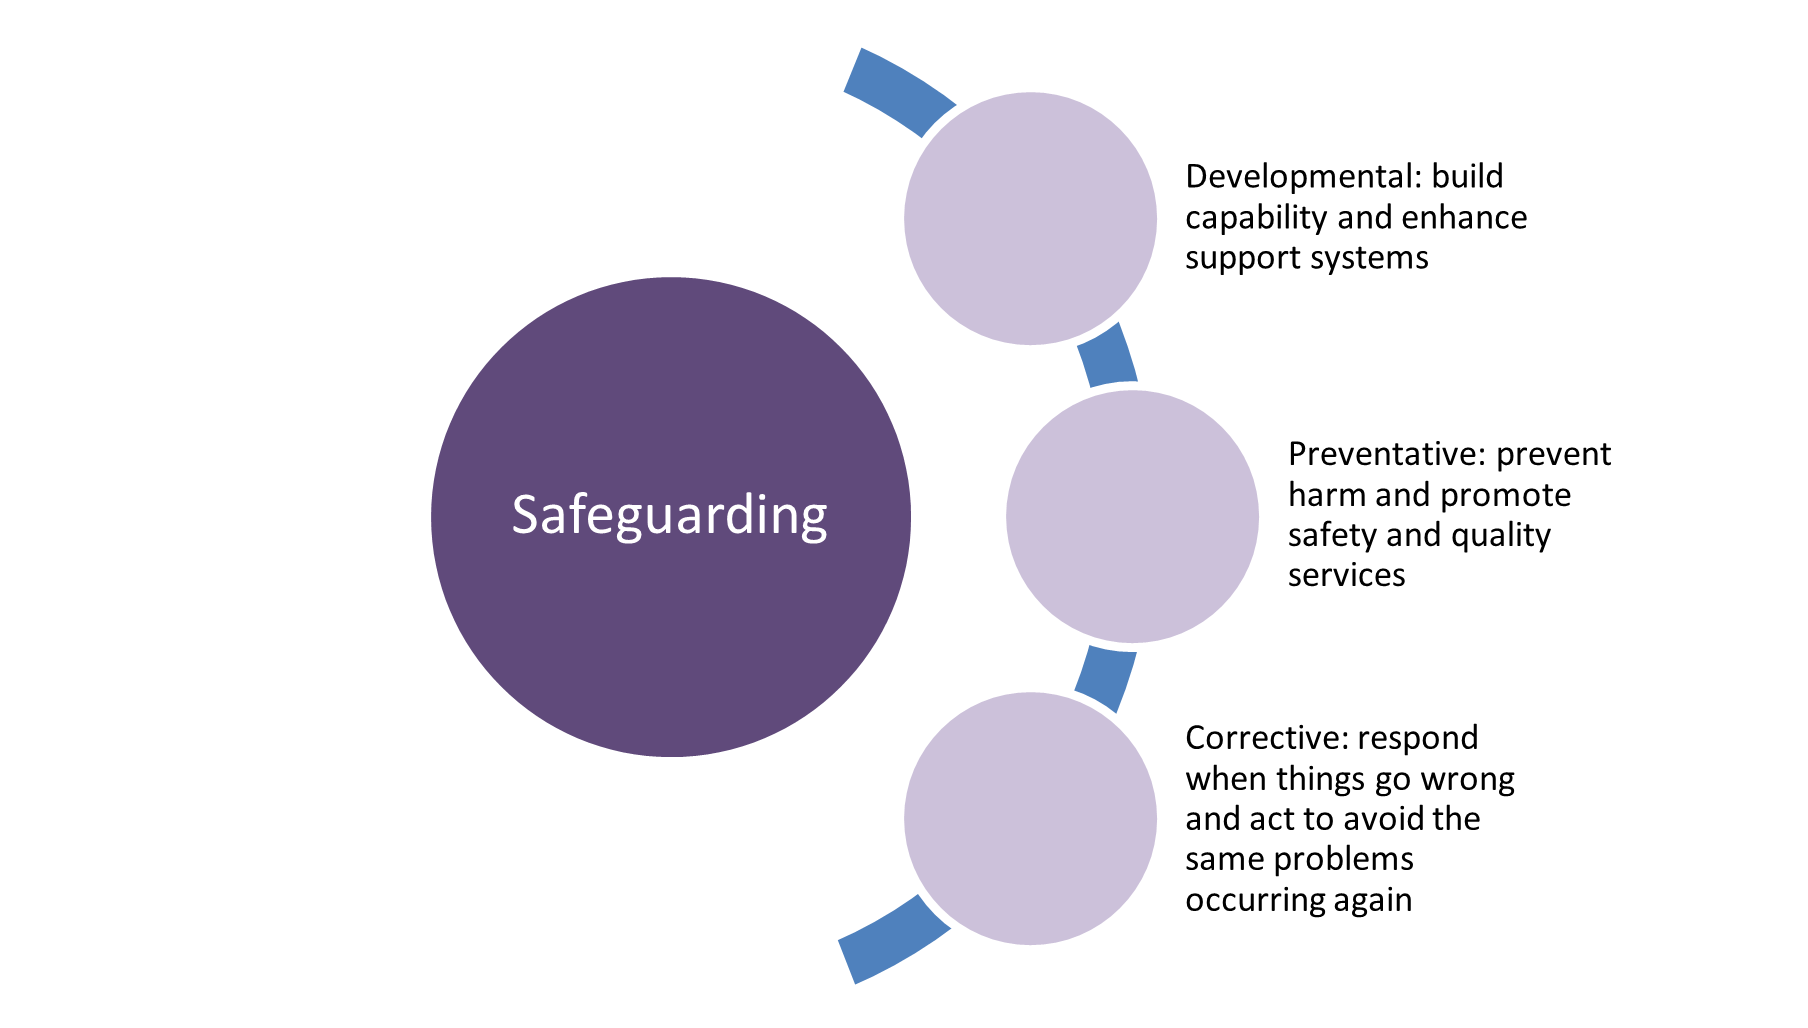 Safeguarding
Developmental: build
capability and enhance
support systems
Preventative: prevent
harm and promote
safety and quality
services
Corrective: respond
when things go wrong
and act to avoid the
same problems
occurring again